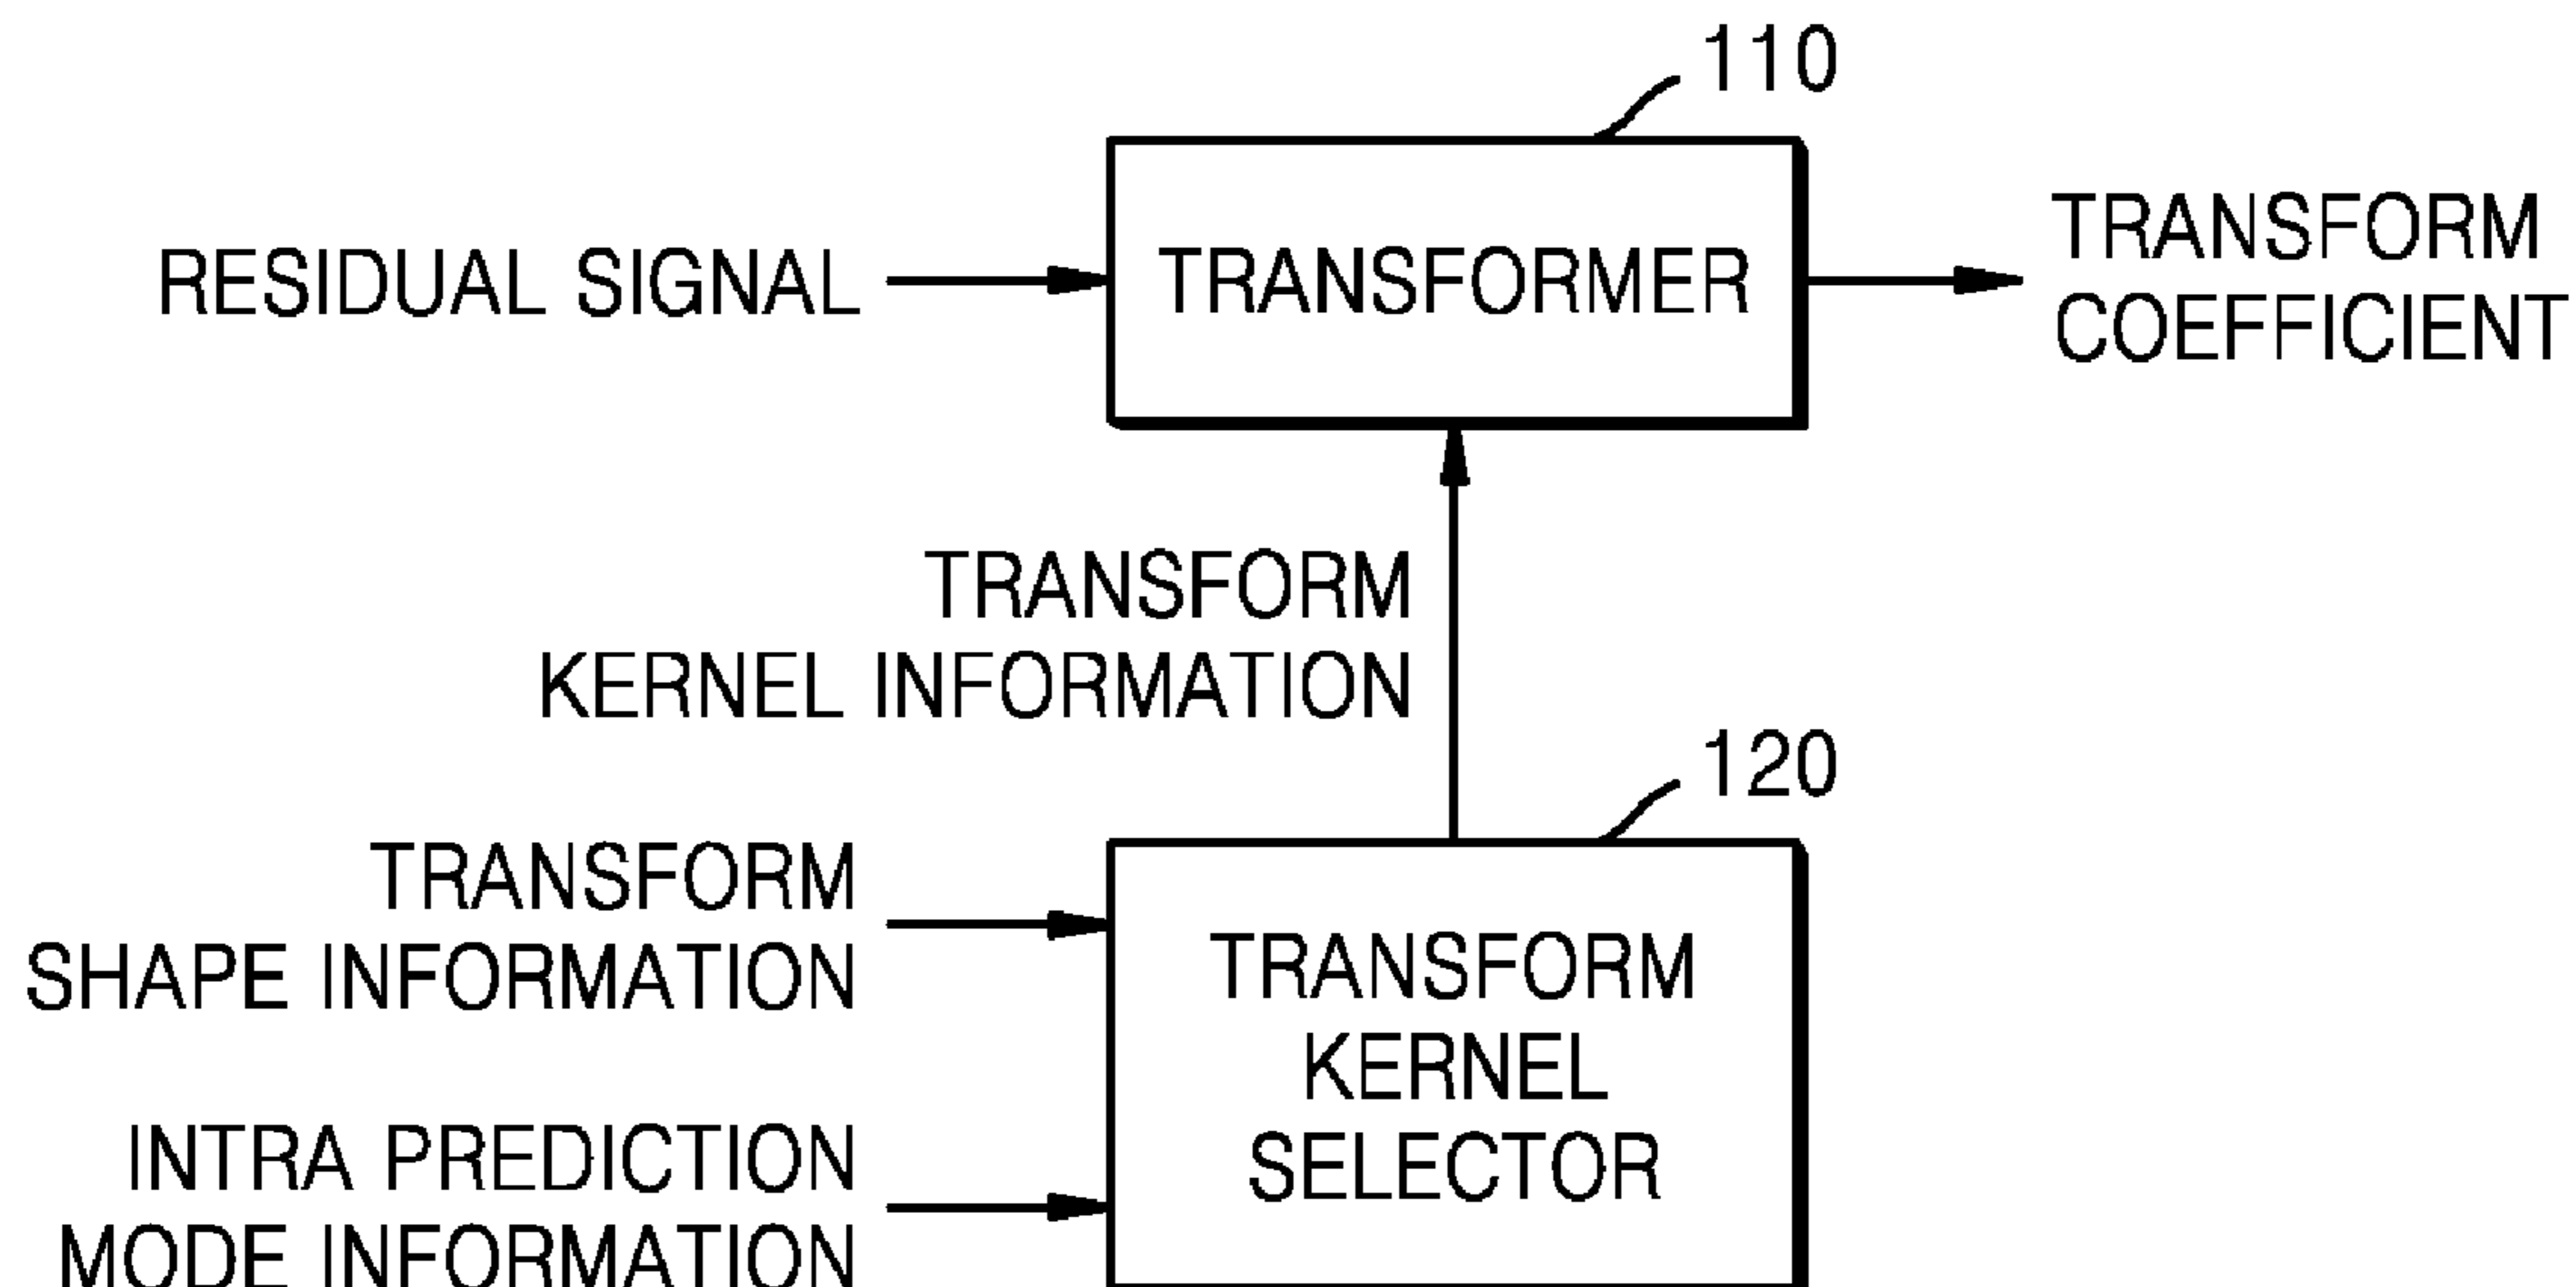 110
RESIDUAL SIGNAL
TRANSFORMER
TRANSFORM
COEFFICIENT
TRANSFORM
KERNEL INFORMATION
120
TRANSFORM
SHAPE INFORMATION
TRANSFORM
KERNEL
SELECTOR
INTRA PREDICTION
MODE INFORMATION